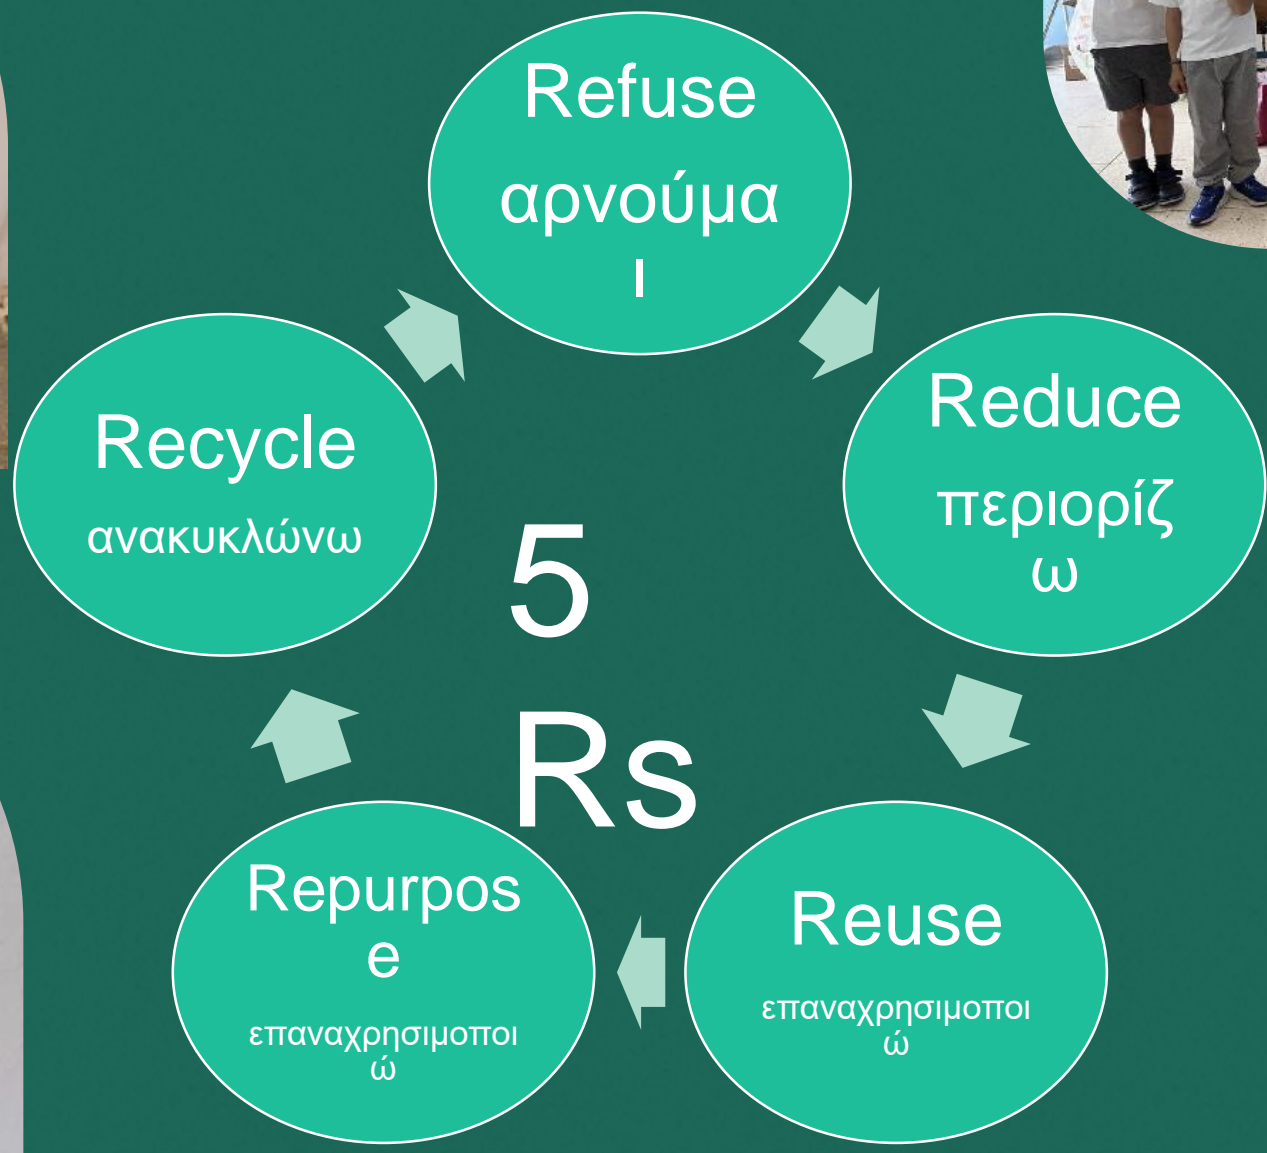 Refuse
αρνούμα
ι
Reduce
περιορίζ
ω
Reuse
επαναχρησιμοποι
ώ
Repurpos
e
επαναχρησιμοποι
ώ
Recycle
ανακυκλώνω
5
Rs